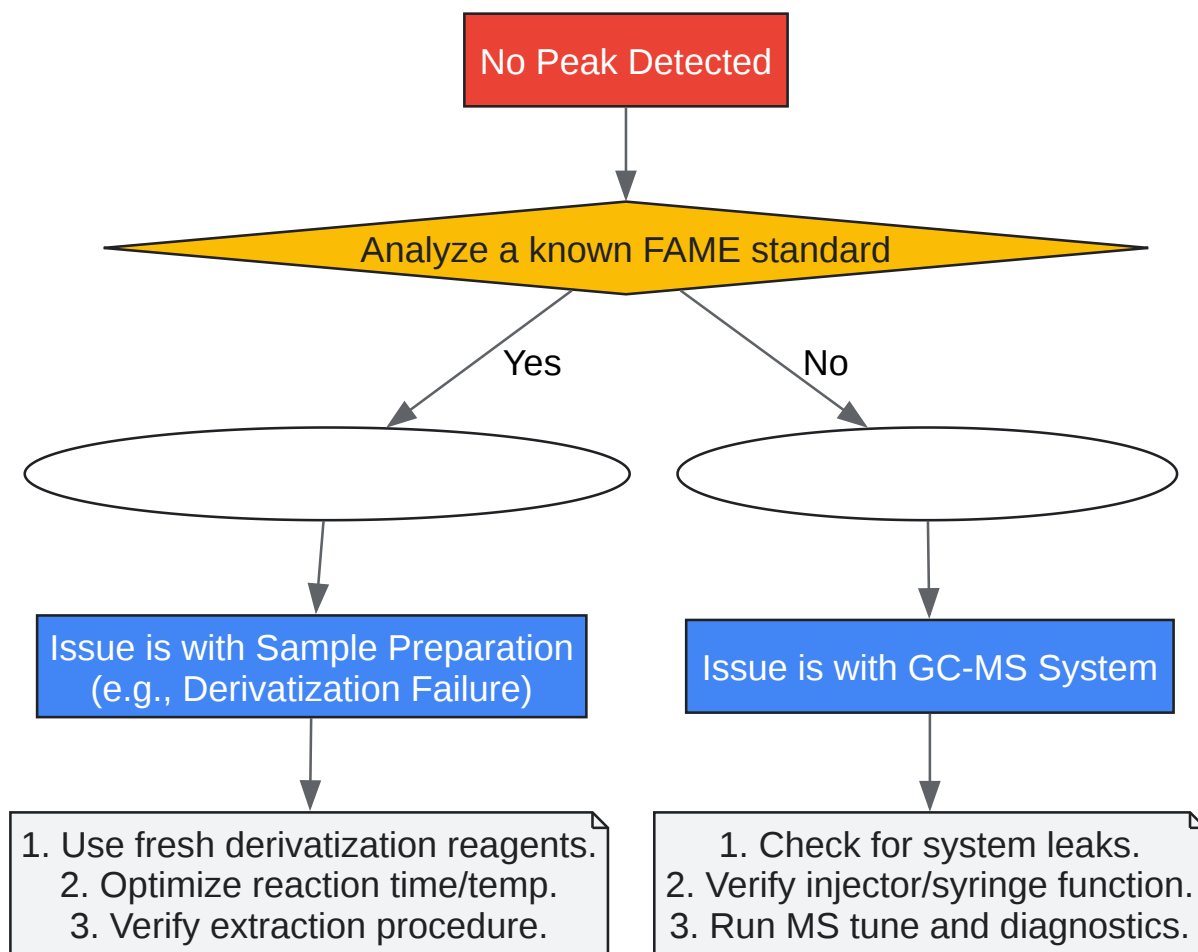 No Peak Detected
Analyze a known FAME standard
Yes
No
Issue is with Sample Preparation
(e.g., Derivatization Failure)
Issue is with GC-MS System
1. Use fresh derivatization reagents.
2. Optimize reaction time/temp.
3. Verify extraction procedure.
1. Check for system leaks.
2. Verify injector/syringe function.
3. Run MS tune and diagnostics.